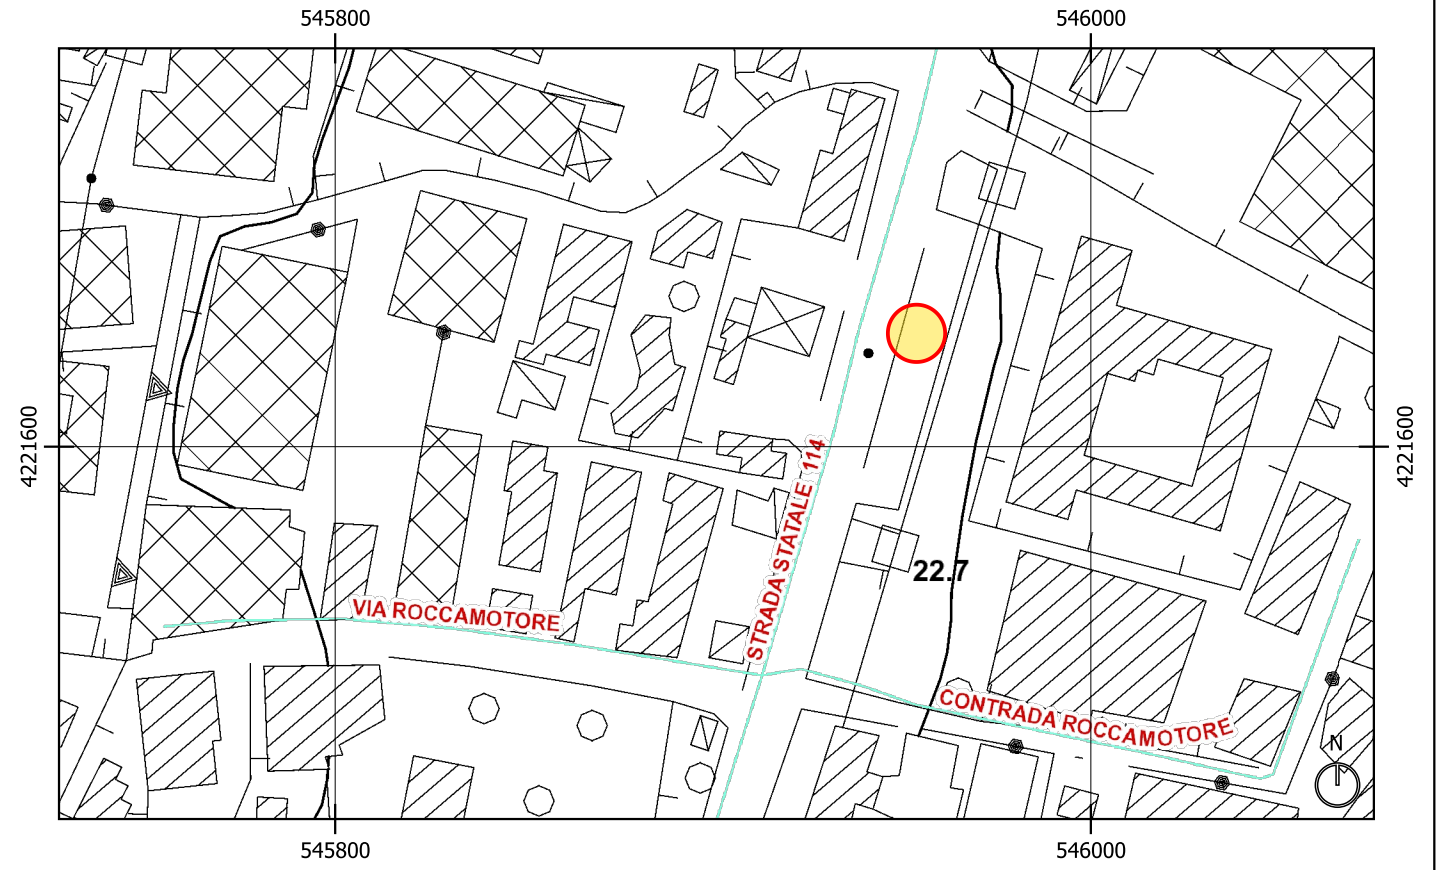 545800
546000
4221600
4221600
STRADA STATALE 114
22.7
VIA ROCCAMOTORE
CONTRADA ROCCAMOTORE
N
545800
546000